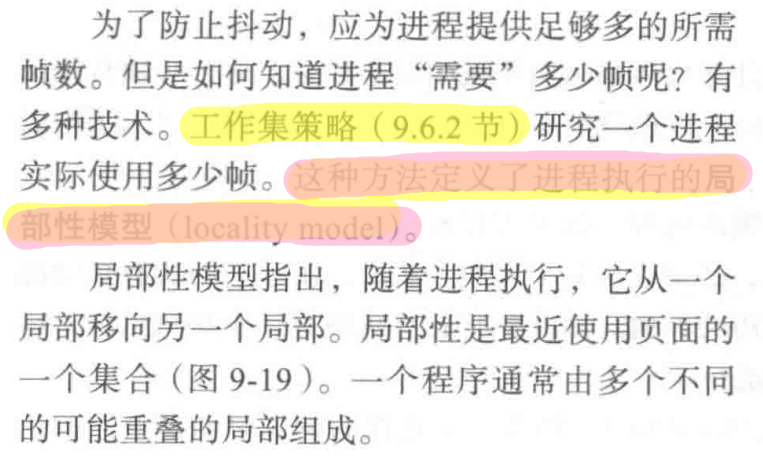 为了防止抖动，应为进程提供足够多的所需
帧数。但是如何知道进程“需要”多少帧呢？有
多种技术。工作集策略（9.6.2 节）研究一个进程
实际使用多少帧。这种方法定义了进程执行的局
部性模型（locality model）。
局部性模型指出，随着进程执行，它从一个
局部移向另一个局部。局部性是最近使用页面的
一个集合（图 9-19）。一个程序通常由多个不同
的可能重叠的局部组成。